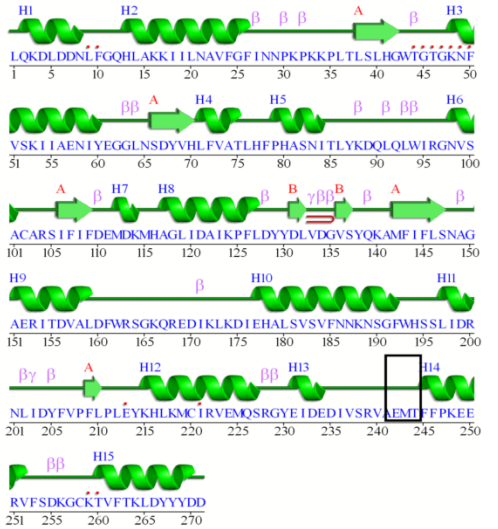 H1 H2 β β β A β H3 β
LQKDLDDNLFGQHLAKKIILNAVFGFINNPKPKKPLTLSLHGWTGTGKNF
1 5 10 15 20 25 30 35 40 45 50
ββ A H4 H5 β β ββ H6
VSKIIAENIYEGGLNSDYVHLFVATLHFPHASNITLYKDQLQLWIRGNVS
51 55 60 65 70 75 80 85 90 95 100
A β H7 H8 β B γββ B β A β
ACARSIFIFDEMDKMHAGLIDAIKPFLDYYDLVDGVSYQKAMFIFLSNAG
101 105 110 115 120 125 130 135 140 145 150
H9 β H10 H11
AERITDVALDFWRSGKQREDIKLKDIEHALSVSVFNNKNSGFWHSSLIDR
151 155 160 165 170 175 180 185 190 195 200
βγ β A H12 ββ H13 H14
NLIDYFVPFLPLEYKHLKMCIRVEMQSRGYEIDEDIVSRVAEMTFFPKEE
201 205 210 215 220 225 230 235 240 245 250
ββ H15
RVFSDKGCKTVFTKLDYYYDD
251 255 260 265 270